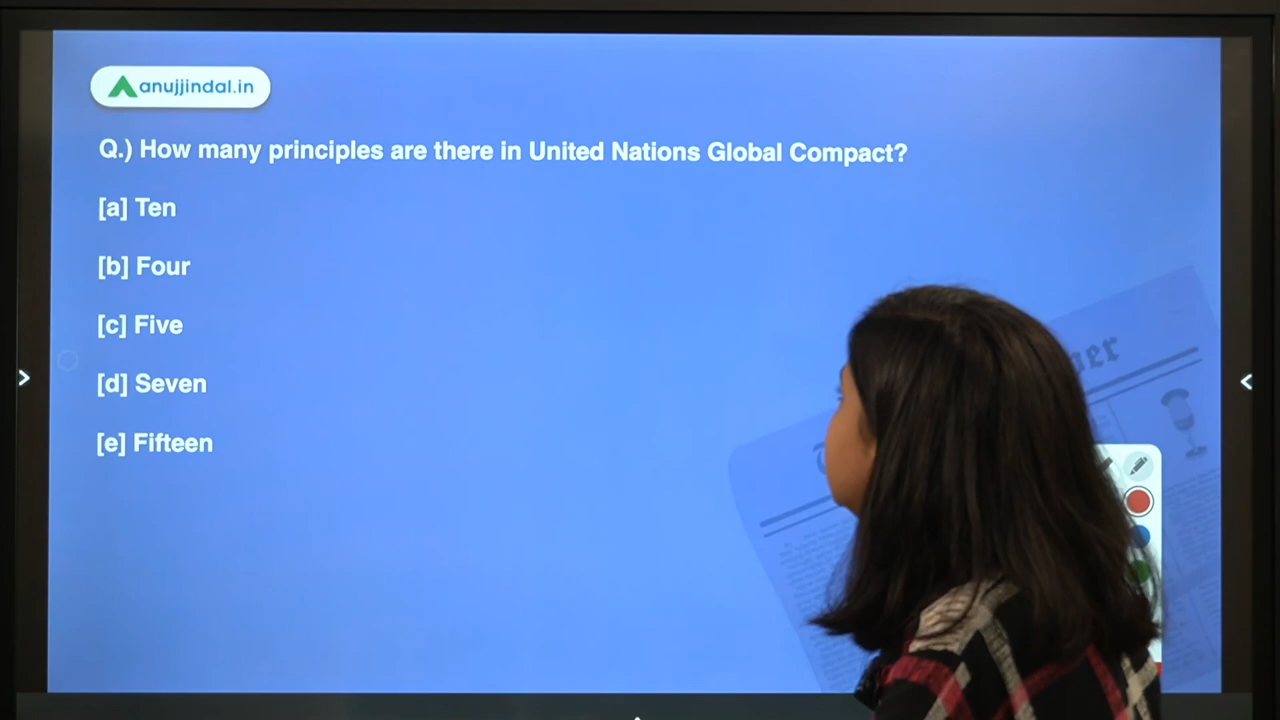 anujjindal.in
Q.) How many principles are there in United Nations Global Compact?
[a] Ten
[b] Four
[c] Five
[d] Seven
[e] Fifteen